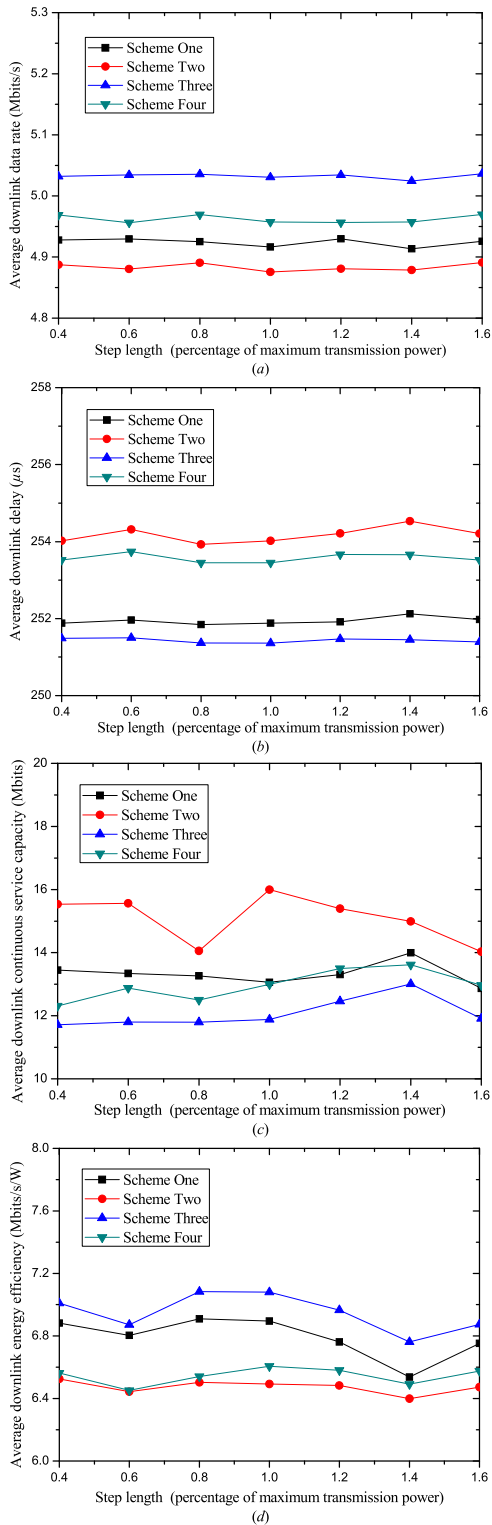 5.3
5.2
5.1
5.0
4.9
4.8
Average downlink data rate (Mbits/s)
Scheme One
Scheme Two
Scheme Three
Scheme Four
0.4 0.6 0.8 1.0 1.2 1.4 1.6
Step length (percentage of maximum transmission power)
(a)
258
256
254
252
250
Average downlink delay (μs)
Scheme One
Scheme Two
Scheme Three
Scheme Four
0.4 0.6 0.8 1.0 1.2 1.4 1.6
Step length (percentage of maximum transmission power)
(b)
20
18
16
14
12
10
Average downlink continuous service capacity (Mbits)
Scheme One
Scheme Two
Scheme Three
Scheme Four
0.4 0.6 0.8 1.0 1.2 1.4 1.6
Step length (percentage of maximum transmission power)
(c)
8.0
7.6
7.2
6.8
6.4
6.0
Average downlink energy efficiency (Mbits/s/W)
Scheme One
Scheme Two
Scheme Three
Scheme Four
0.4 0.6 0.8 1.0 1.2 1.4 1.6
Step length (percentage of maximum transmission power)
(d)